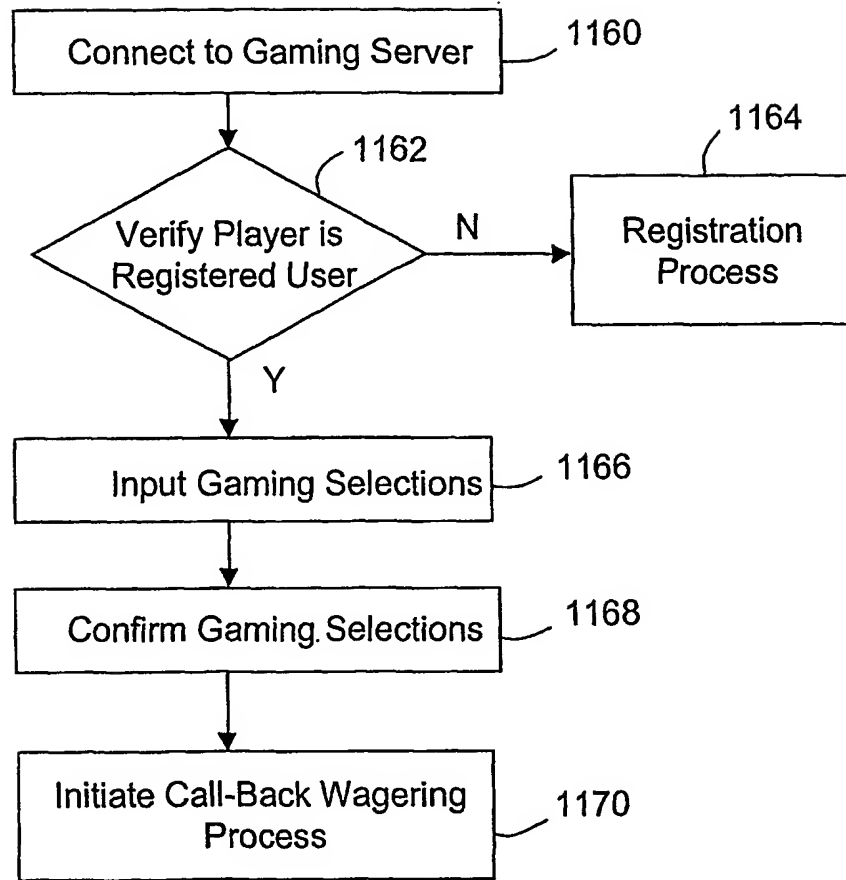 Connect to Gaming Server
1160
1162
1164
Verify Player is
Registered User
N
Registration
Process
Y
Input Gaming Selections
1166
Confirm Gaming. Selections
1168
Initiate Call-Back Wagering
Process
1170